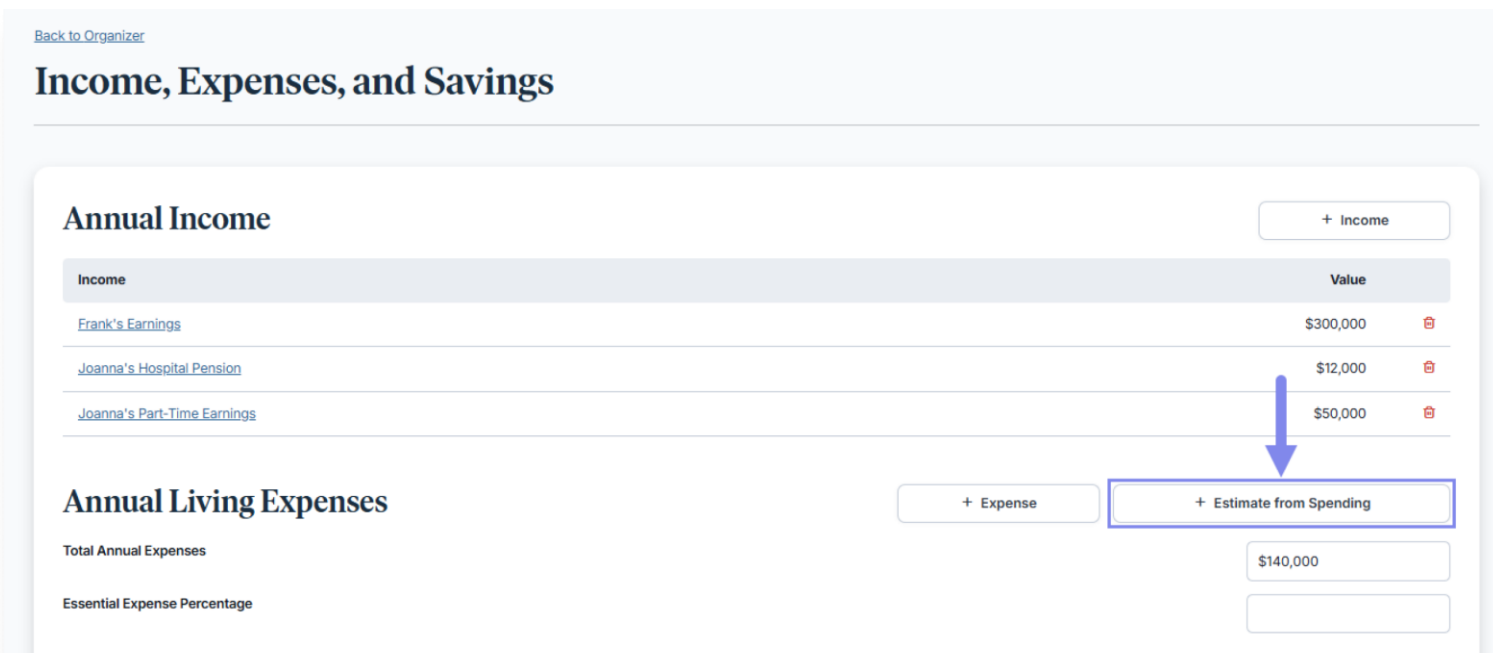 Back to Organizer
Income, Expenses, and Savings
Annual Income
+ Income
Income Value
Frank's Earnings $300,000
Joanna's Hospital Pension $12,000
Joanna's Part-Time Earnings $50,000
Annual Living Expenses
+ Expense + Estimate from Spending
Total Annual Expenses
$140,000
Essential Expense Percentage